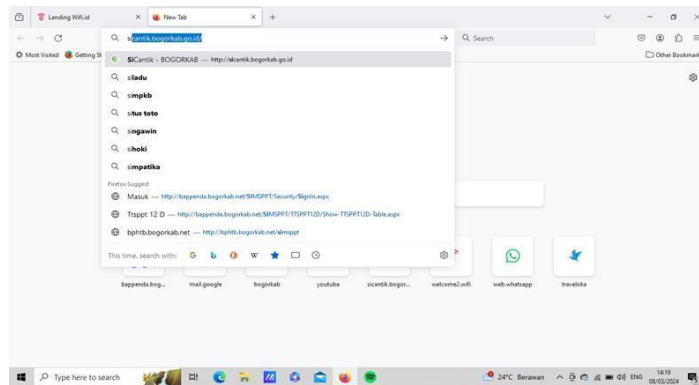 Landing Wifi.id
New Tab
sicantik.bogorkab.go.id/
Search
Most Visited
Getting St
Other Bookmark
SiCantik - BOGORKAB — http://sicantik.bogorkab.go.id
siladu
simpkb
situs toto
singawin
sihoki
simpatika
Firefox Suggest
Masuk — http://bappenda.bogorkab.net/SIMSPPT/Security/SignIn.aspx
Ttsppt 12 D — http://bappenda.bogorkab.net/SIMSPPT/TTSPPT12D/Show-TTSPPT12D-Table.aspx
bphtb.bogorkab.net — http://bphtb.bogorkab.net/simsppt
This time, search with:
bappenda.bog...
mail.google
bogorkab
youtube
sicantik.bogor...
welcome2.wifi
web.whatsapp
traveloka
Type here to search
24°C Berawan
ENG
14:19
08/03/2024